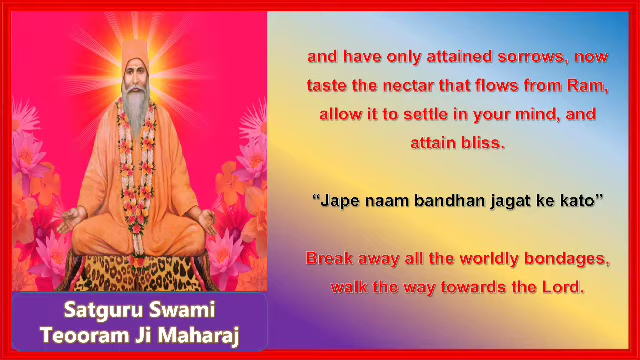 and have only attained sorrows, now
taste the nectar that flows from Ram,
allow it to settle in your mind, and
attain bliss.
“Jape naam bandhan jagat ke kato”
Break away all the worldly bondages,
walk the way towards the Lord.
Satguru Swami
Teooram Ji Maharaj